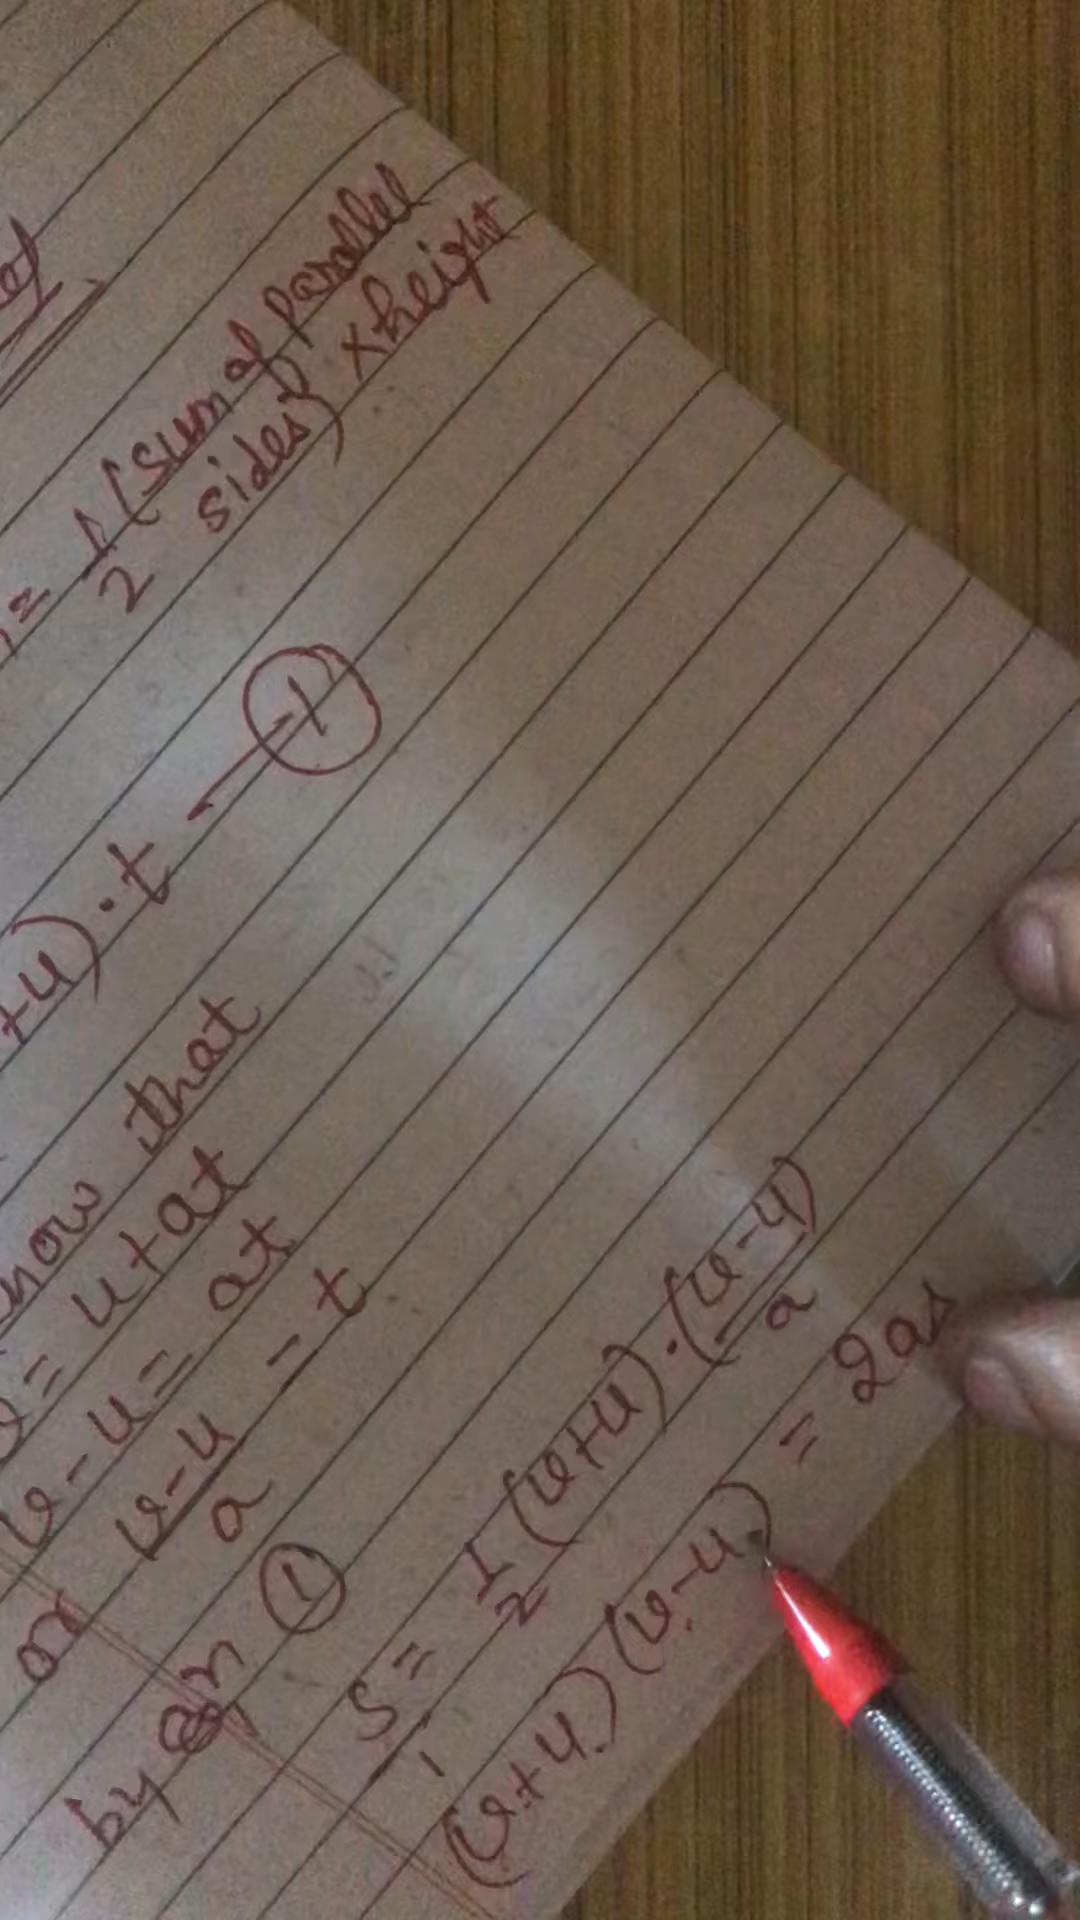 = 1/2 (sum of parallel
sides) × height
+u) · t — ①
know that
= u+at
v-u = at
or v-u/a = t
by eqn ①
S/1 = 1/2 (v+u) · (v-u)/a
(v+u) (v-u) = 2as